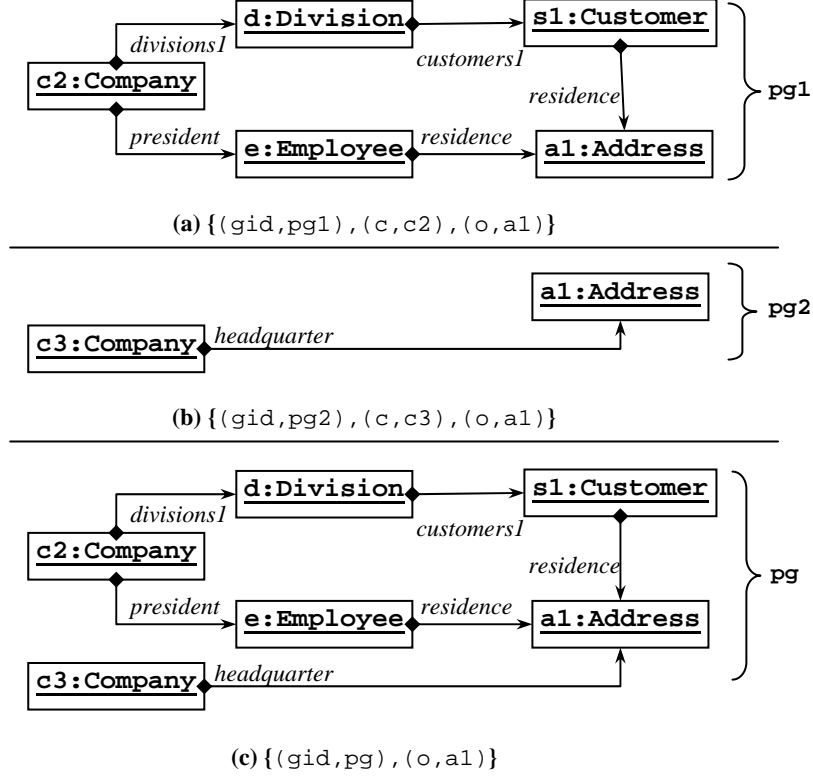 d:Division
s1:Customer
divisions1
customers1
c2:Company
residence
pg1
president
e:Employee
residence
a1:Address
(a) {(gid,pg1),(c,c2),(o,a1)}
a1:Address
pg2
c3:Company
headquarter
(b) {(gid,pg2),(c,c3),(o,a1)}
d:Division
s1:Customer
divisions1
customers1
c2:Company
residence
pg
president
e:Employee
residence
a1:Address
c3:Company
headquarter
(c) {(gid,pg),(o,a1)}